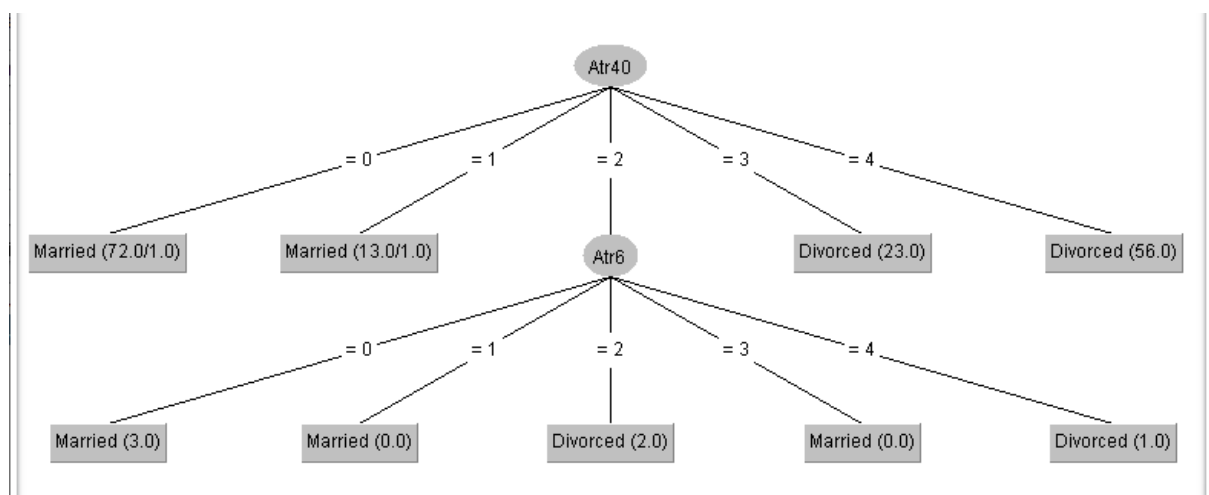 Atr40
= 0 = 1 = 2 = 3 = 4
Married (72.0/1.0) Married (13.0/1.0) Atr6 Divorced (23.0) Divorced (56.0)
= 0 = 1 = 2 = 3 = 4
Married (3.0) Married (0.0) Divorced (2.0) Married (0.0) Divorced (1.0)